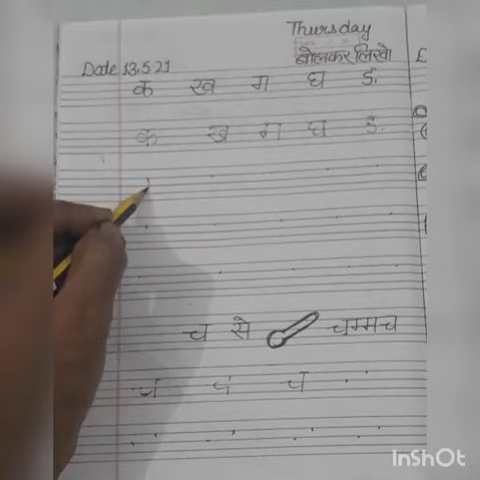 Thursday
Date 13.5.21
बोलकर लिखो
क ख ग घ ङ
क ख ग घ ङ
च से चम्मच
च च च
InShOt